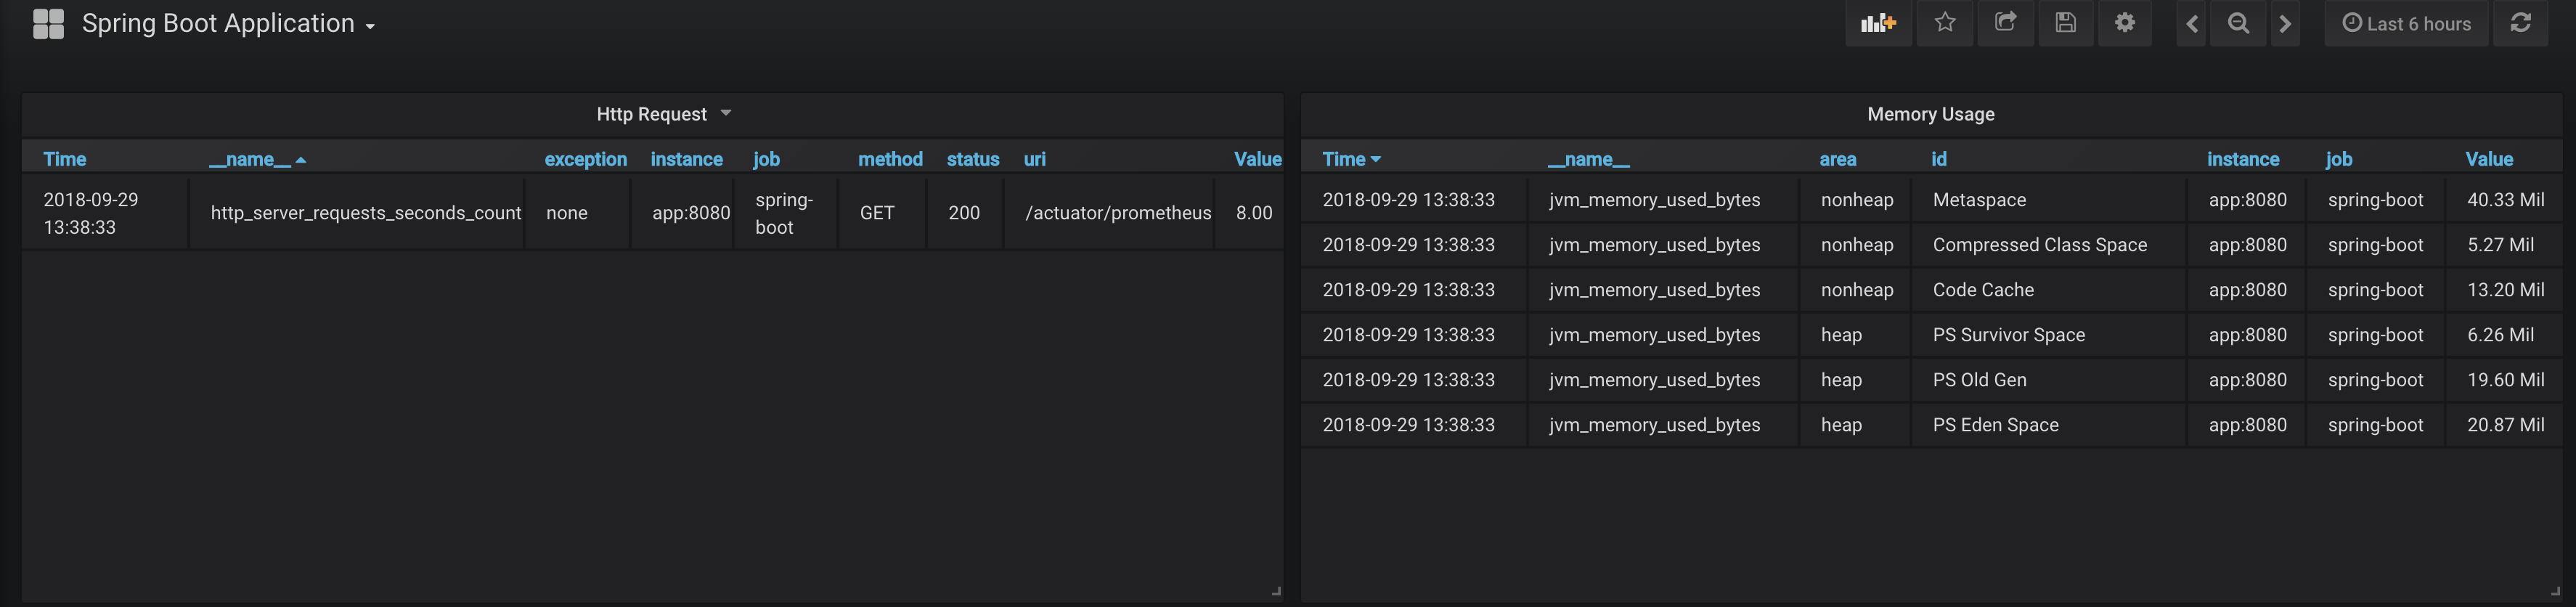 Spring Boot Application
Last 6 hours
Http Request
Time __name__ exception instance job method status uri Value
2018-09-29 13:38:33 http_server_requests_seconds_count none app:8080 spring-boot GET 200 /actuator/prometheus 8.00
Memory Usage
Time __name__ area id instance job Value
2018-09-29 13:38:33 jvm_memory_used_bytes nonheap Metaspace app:8080 spring-boot 40.33 Mil
2018-09-29 13:38:33 jvm_memory_used_bytes nonheap Compressed Class Space app:8080 spring-boot 5.27 Mil
2018-09-29 13:38:33 jvm_memory_used_bytes nonheap Code Cache app:8080 spring-boot 13.20 Mil
2018-09-29 13:38:33 jvm_memory_used_bytes heap PS Survivor Space app:8080 spring-boot 6.26 Mil
2018-09-29 13:38:33 jvm_memory_used_bytes heap PS Old Gen app:8080 spring-boot 19.60 Mil
2018-09-29 13:38:33 jvm_memory_used_bytes heap PS Eden Space app:8080 spring-boot 20.87 Mil